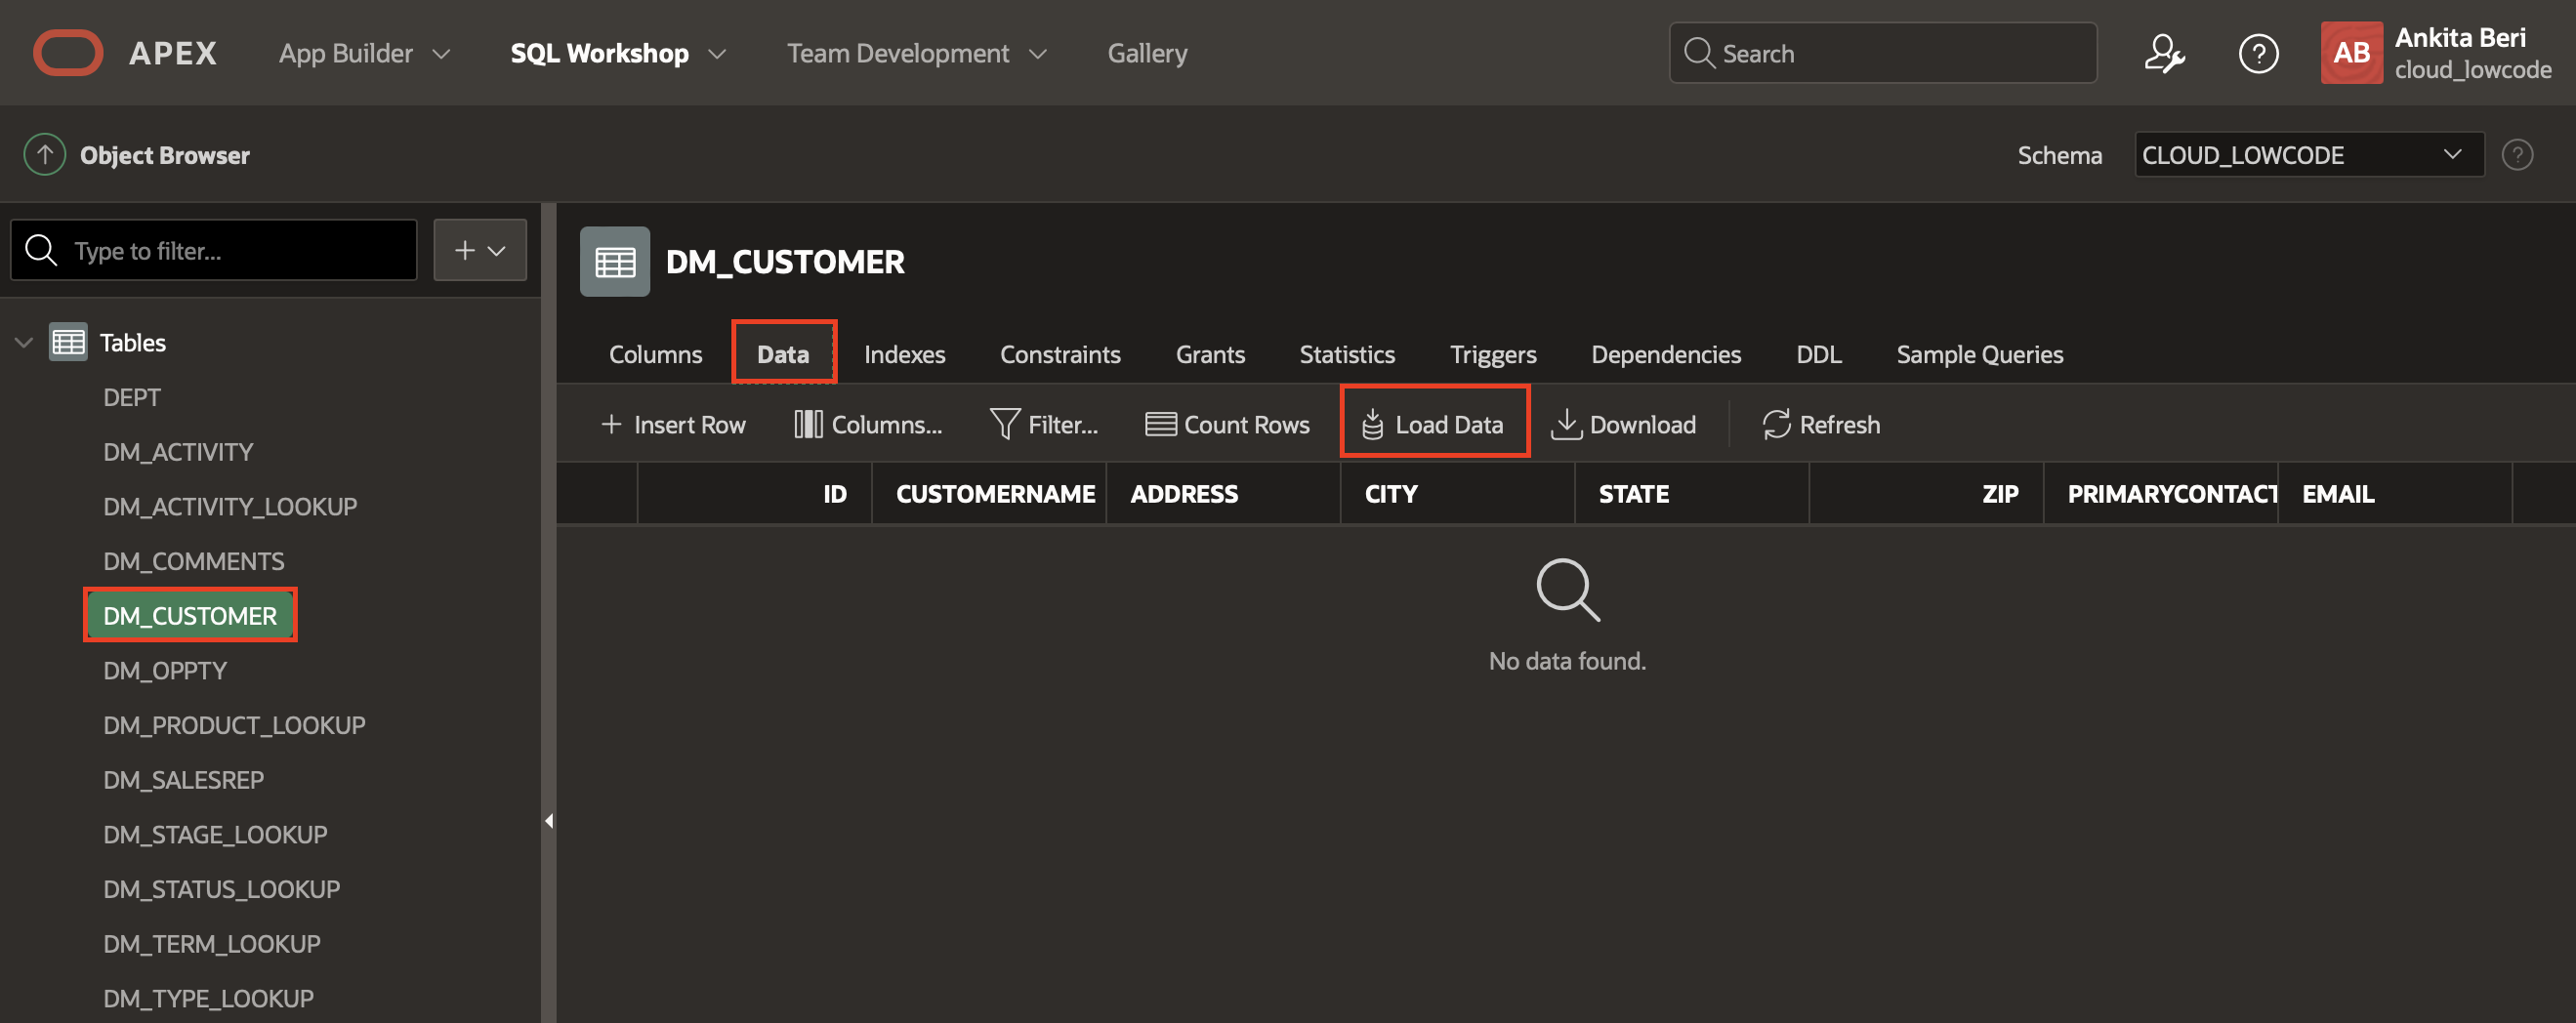 APEX App Builder SQL Workshop Team Development Gallery Search ? AB Ankita Beri
cloud_lowcode
Object Browser Schema CLOUD_LOWCODE ?
Type to filter... +
DM_CUSTOMER
Tables
DEPT
DM_ACTIVITY
DM_ACTIVITY_LOOKUP
DM_COMMENTS
DM_CUSTOMER
DM_OPPTY
DM_PRODUCT_LOOKUP
DM_SALESREP
DM_STAGE_LOOKUP
DM_STATUS_LOOKUP
DM_TERM_LOOKUP
DM_TYPE_LOOKUP
Columns Data Indexes Constraints Grants Statistics Triggers Dependencies DDL Sample Queries
+ Insert Row Columns... Filter... Count Rows Load Data Download Refresh
ID CUSTOMERNAME ADDRESS CITY STATE ZIP PRIMARYCONTACT EMAIL
No data found.